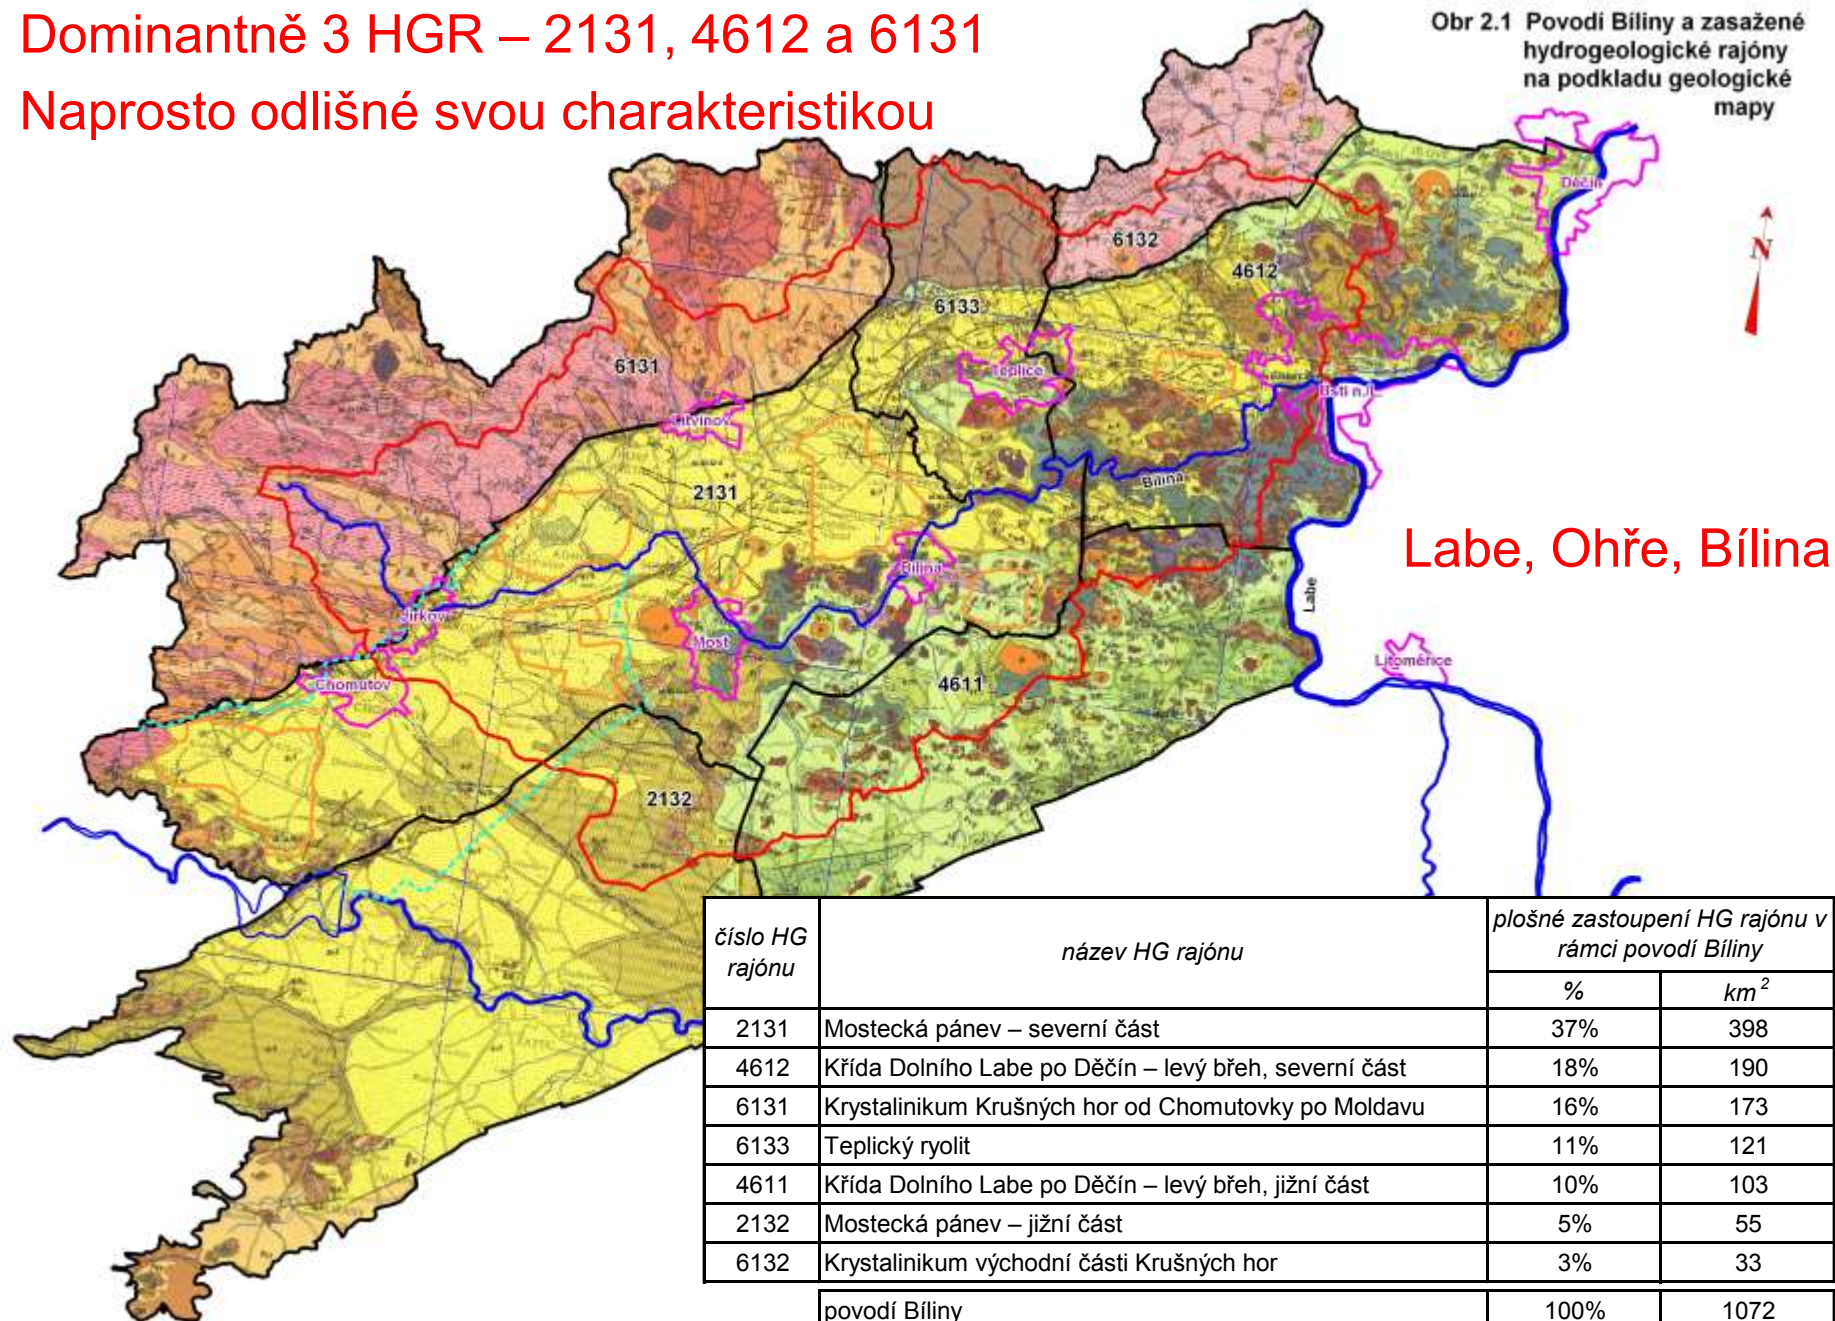 Dominantně 3 HGR – 2131, 4612 a 6131
Naprosto odlišné svou charakteristikou
Obr 2.1 Povodí Bíliny a zasažené
hydrogeologické rajóny
na podkladu geologické
mapy
Děčín
N
6132
4612
6133
6131
Teplice
Ústí n.L.
Litvínov
2131
Bílina
Labe, Ohře, Bílina
Bílina
Labe
Jirkov
Most
Litoměřice
Chomutov
4611
2132
číslo HG rajónu
název HG rajónu
plošné zastoupení HG rajónu v rámci povodí Bíliny
% km²
2131 Mostecká pánev – severní část 37% 398
4612 Křída Dolního Labe po Děčín – levý břeh, severní část 18% 190
6131 Krystalinikum Krušných hor od Chomutovky po Moldavu 16% 173
6133 Teplický ryolit 11% 121
4611 Křída Dolního Labe po Děčín – levý břeh, jižní část 10% 103
2132 Mostecká pánev – jižní část 5% 55
6132 Krystalinikum východní části Krušných hor 3% 33
povodí Bíliny 100% 1072